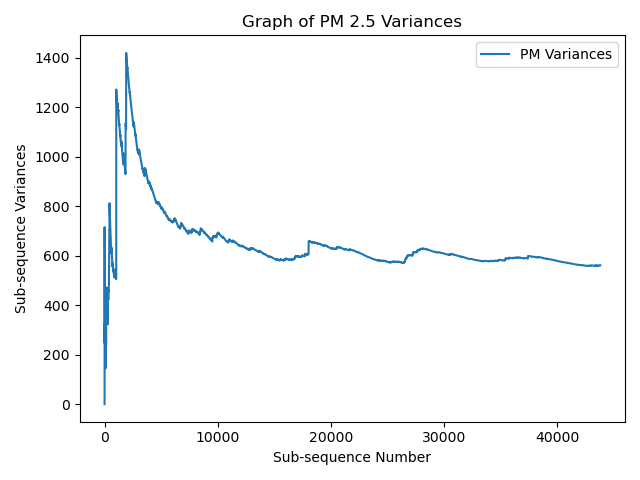 Graph of PM 2.5 Variances
PM Variances
Sub-sequence Variances
1400
1200
1000
800
600
400
200
0
0 10000 20000 30000 40000
Sub-sequence Number